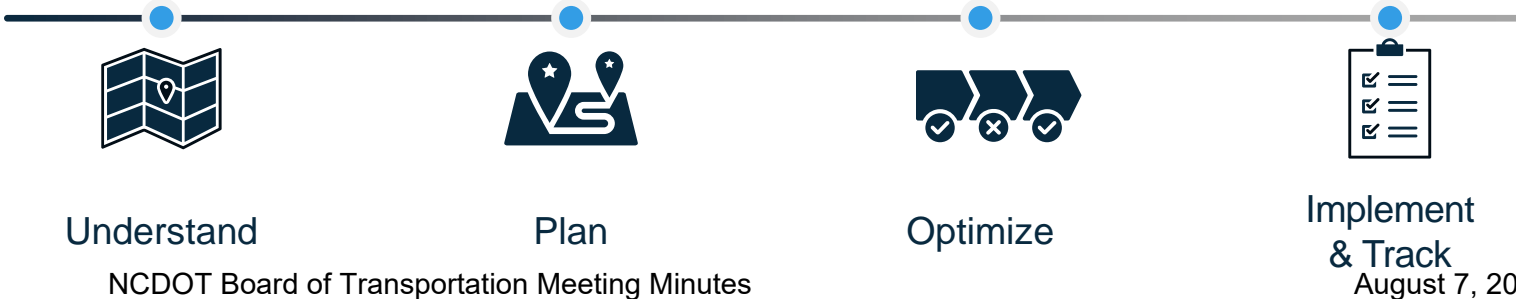 Understand
Plan
Optimize
Implement
& Track
NCDOT Board of Transportation Meeting Minutes
August 7, 20